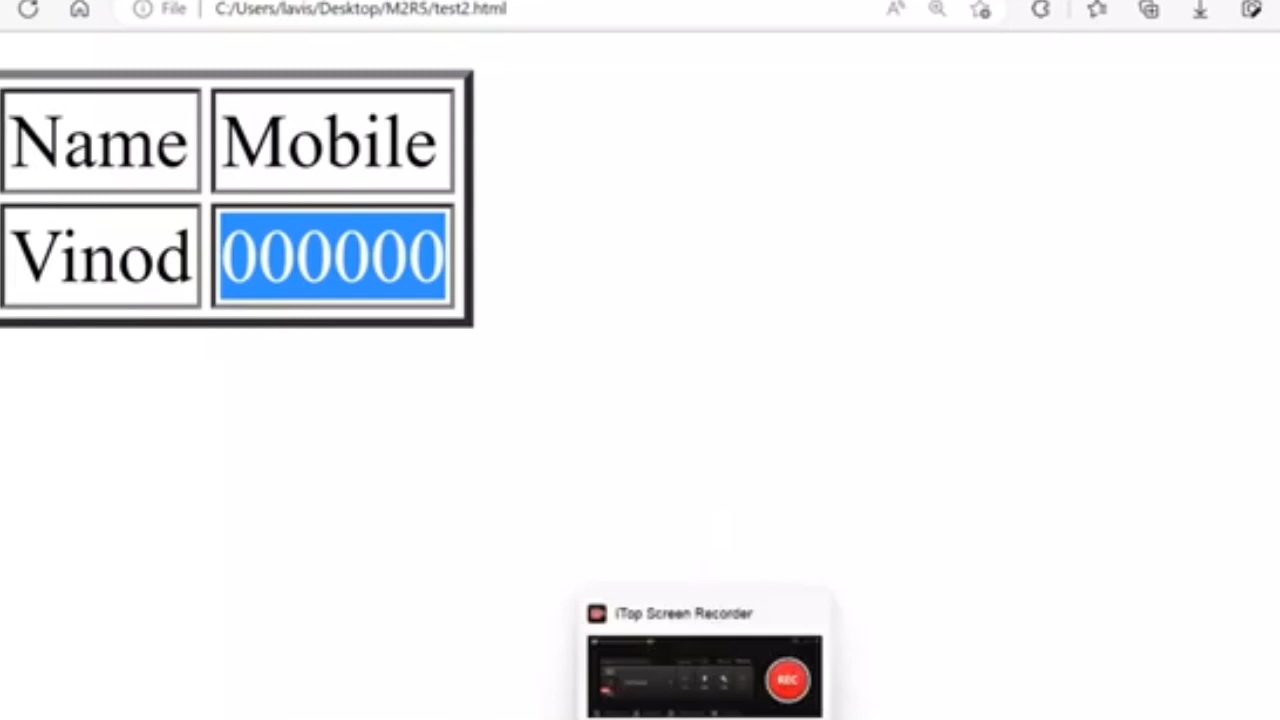 File C:/Users/lavis/Desktop/M2R5/test2.html
Name Mobile
Vinod 000000
iTop Screen Recorder
REC